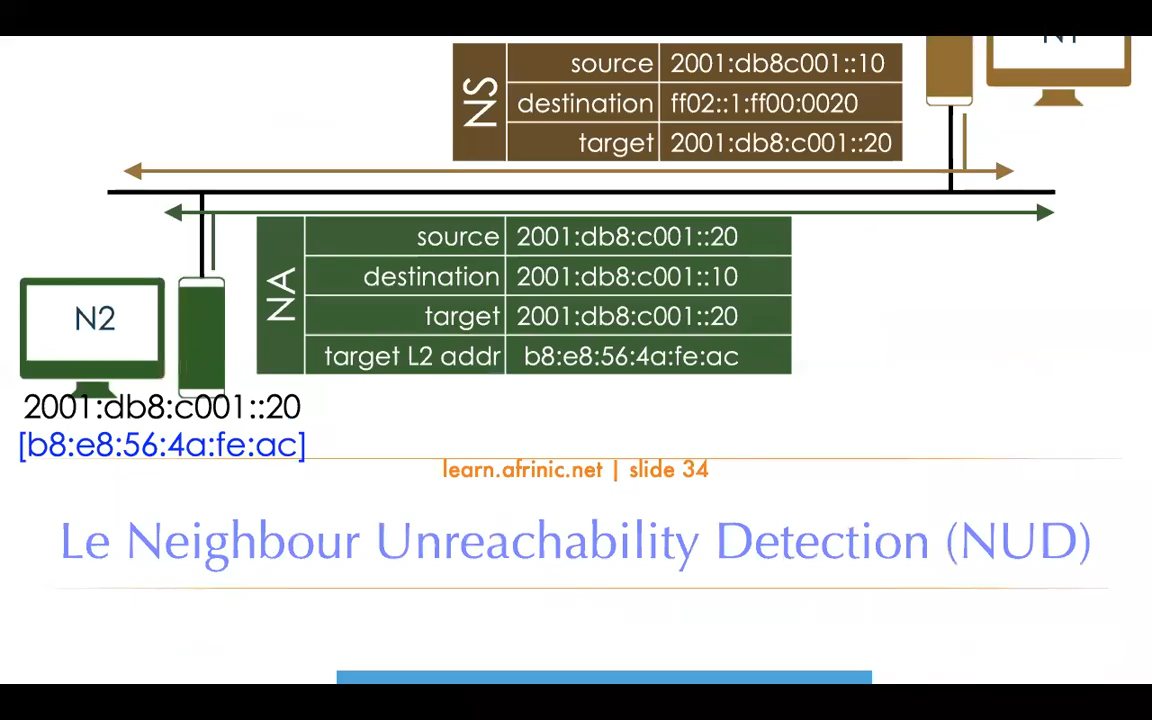 N1
NS
source 2001:db8c001::10
destination ff02::1:ff00:0020
target 2001:db8:c001::20
NA
source 2001:db8:c001::20
destination 2001:db8:c001::10
target 2001:db8:c001::20
target L2 addr b8:e8:56:4a:fe:ac
N2
2001:db8:c001::20
[b8:e8:56:4a:fe:ac]
learn.afrinic.net | slide 34
Le Neighbour Unreachability Detection (NUD)